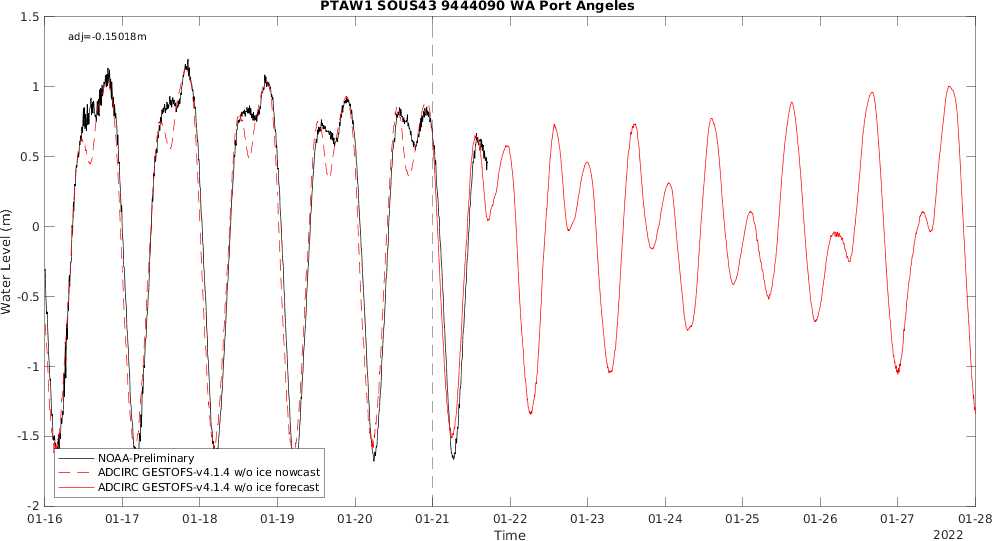 PTAW1 SOUS43 9444090 WA Port Angeles
adj=-0.15018m
1.5
1
0.5
0
-0.5
-1
-1.5
-2
Water Level (m)
NOAA-Preliminary
ADCIRC GESTOFS-v4.1.4 w/o ice nowcast
ADCIRC GESTOFS-v4.1.4 w/o ice forecast
01-16 01-17 01-18 01-19 01-20 01-21 01-22 01-23 01-24 01-25 01-26 01-27 01-28
Time
2022